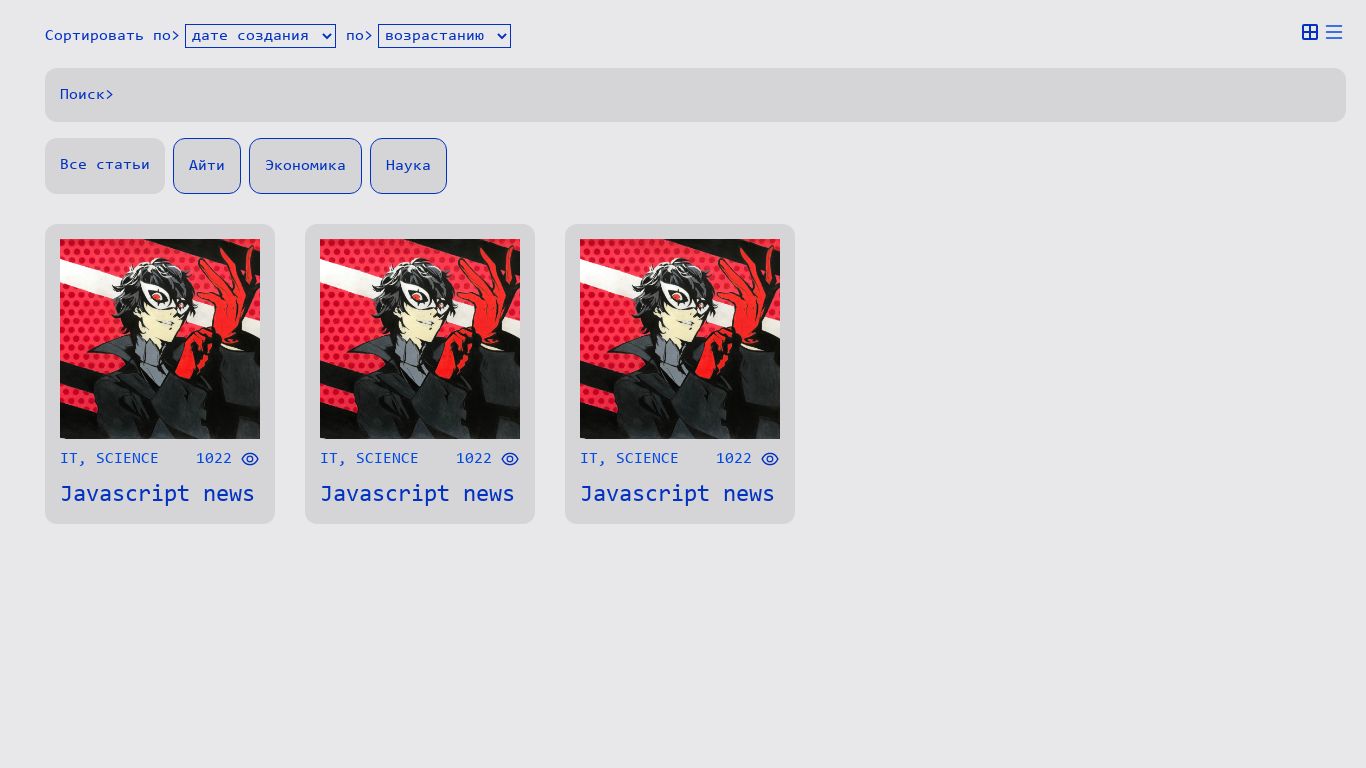 Сортировать по> дате создания по> возрастанию
Поиск>
Все статьи Айти Экономика Наука
IT, SCIENCE 1022 IT, SCIENCE 1022 IT, SCIENCE 1022
Javascript news Javascript news Javascript news